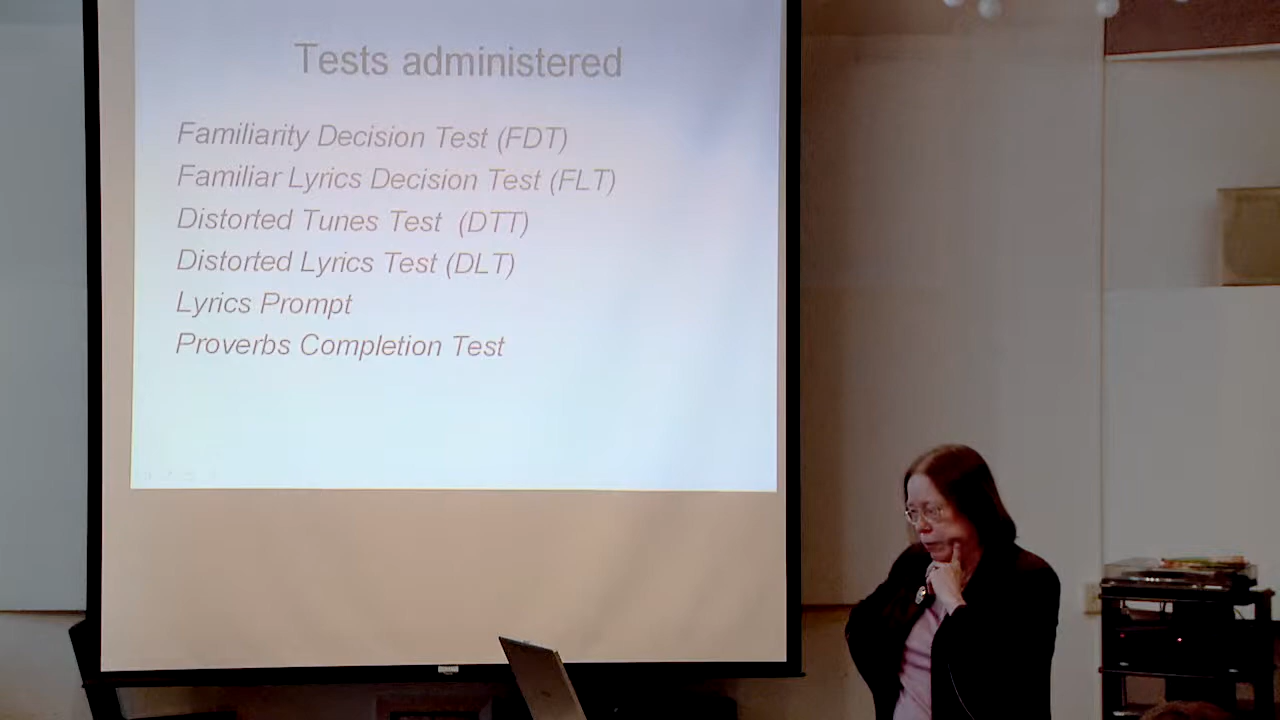 Tests administered
Familiarity Decision Test (FDT)
Familiar Lyrics Decision Test (FLT)
Distorted Tunes Test (DTT)
Distorted Lyrics Test (DLT)
Lyrics Prompt
Proverbs Completion Test